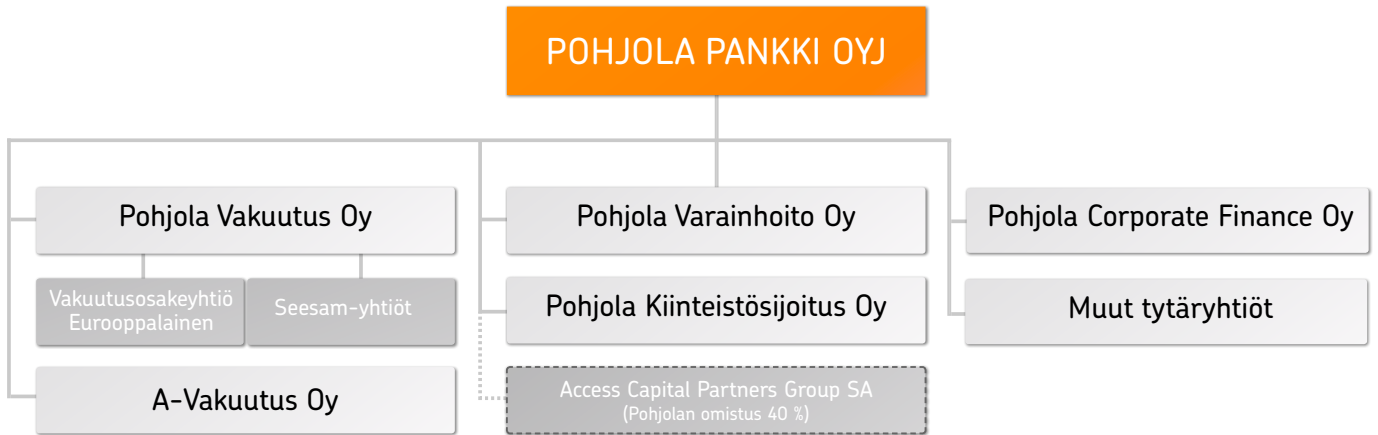 POHJOLA PANKKI OYJ
Pohjola Vakuutus Oy
Vakuutusosakeyhtiö
Eurooppalainen
Seesam-yhtiöt
A-Vakuutus Oy
Pohjola Varainhoito Oy
Pohjola Kiinteistösijoitus Oy
Access Capital Partners Group SA
(Pohjolan omistus 40 %)
Pohjola Corporate Finance Oy
Muut tytäryhtiöt